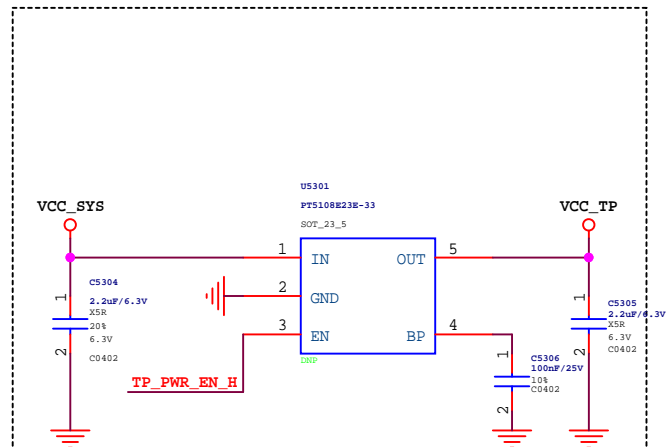 U5301
PT5108E23E-33
SOT_23_5
VCC_SYS
VCC_TP
1
IN
OUT
5
2
GND
3
EN
BP
4
DNP
TP_PWR_EN_H
1
C5304
2.2uF/6.3V
X5R
20%
6.3V
C0402
2
1
C5306
100nF/25V
10%
C0402
2
1
C5305
2.2uF/6.3V
X5R
6.3V
C0402
2